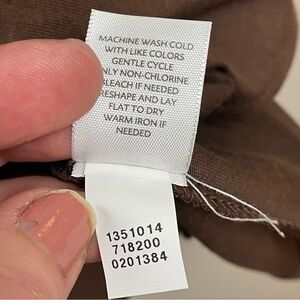 MACHINE WASH COLD
WITH LIKE COLORS
GENTLE CYCLE
NLY NON-CHLORINE
BLEACH IF NEEDED
RESHAPE AND LAY
FLAT TO DRY
WARM IRON IF
NEEDED
1351014
718200
0201384